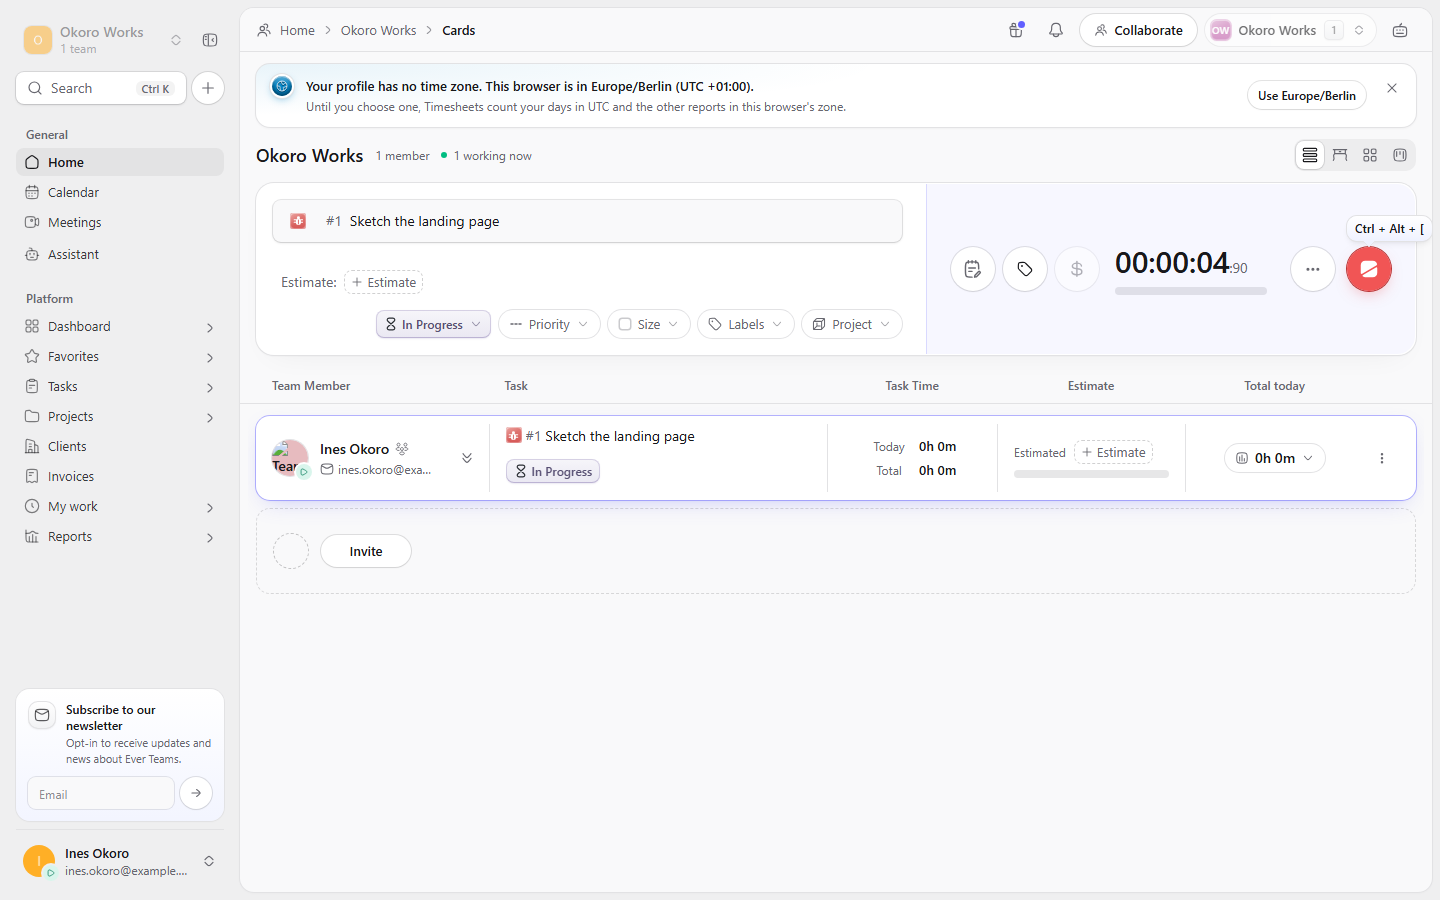 O
Okoro Works
1 team
Search
Ctrl K
General
Home
Calendar
Meetings
Assistant
Platform
Dashboard
Favorites
Tasks
Projects
Clients
Invoices
My work
Reports
Subscribe to our
newsletter
Opt-in to receive updates and
news about Ever Teams.
Email
I
Ines Okoro
ines.okoro@example....
Home
Okoro Works
Cards
Collaborate
OW
Okoro Works
1
Your profile has no time zone. This browser is in Europe/Berlin (UTC +01:00).
Until you choose one, Timesheets count your days in UTC and the other reports in this browser's zone.
Use Europe/Berlin
Okoro Works
1 member
1 working now
#1 Sketch the landing page
Estimate:
+ Estimate
In Progress
Priority
Size
Labels
Project
00:00:04:90
Ctrl + Alt + [
Team Member
Task
Task Time
Estimate
Total today
Ines Okoro
ines.okoro@exa...
#1 Sketch the landing page
In Progress
Today 0h 0m
Total 0h 0m
Estimated
+ Estimate
0h 0m
Invite